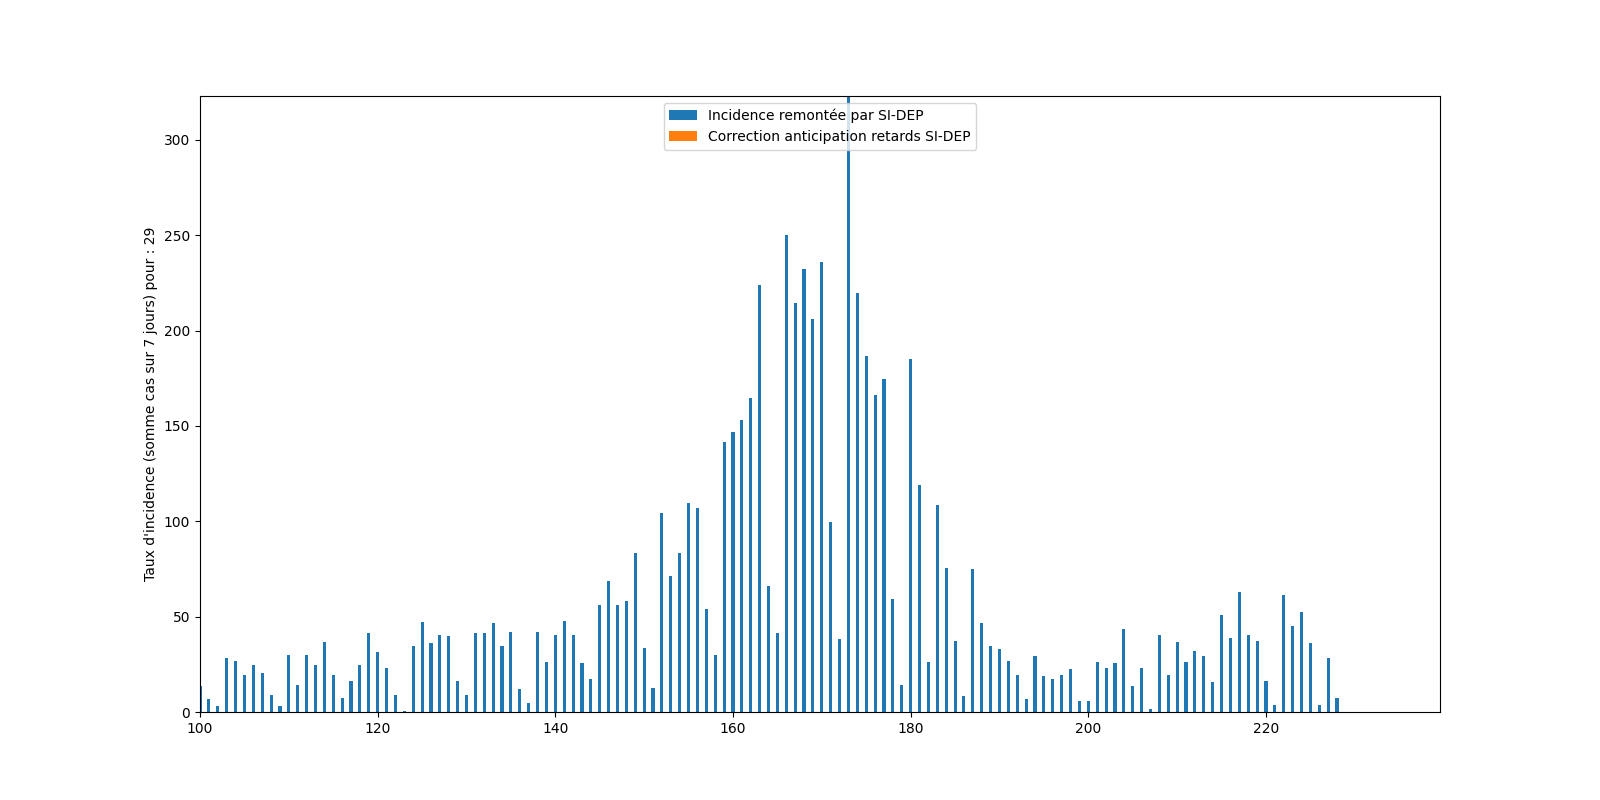 Incidence remontée par SI-DEP
Correction anticipation retards SI-DEP
Taux d'incidence (somme cas sur 7 jours) pour : 29
300
250
200
150
100
50
0
100 120 140 160 180 200 220